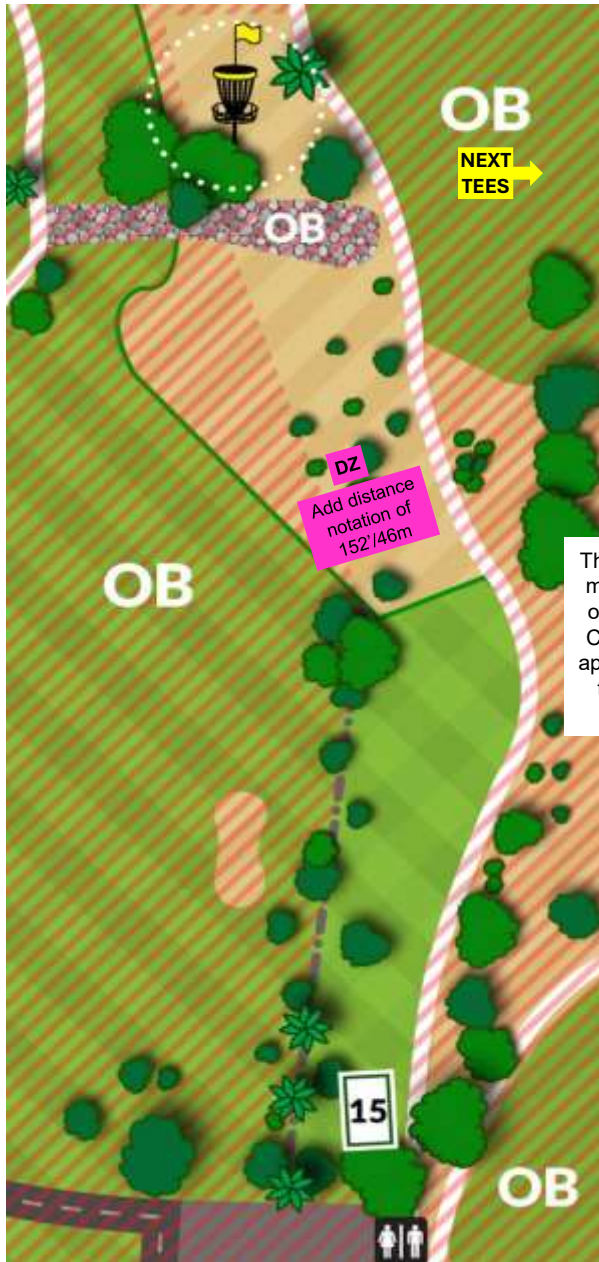 OB
NEXT
TEES
OB
DZ
Add distance
notation of
152'/46m
OB
15
OB